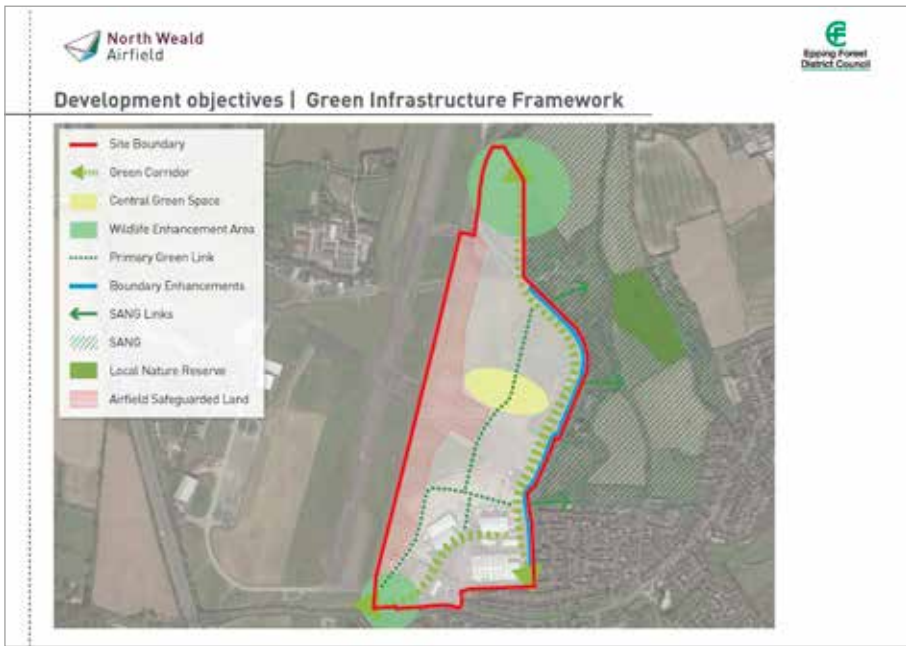 North Weald
Airfield
Epping Forest
District Council
Development objectives | Green Infrastructure Framework
Site Boundary
Green Corridor
Central Green Space
Wildlife Enhancement Area
Primary Green Link
Boundary Enhancements
SANG Links
SANG
Local Nature Reserve
Airfield Safeguarded Land